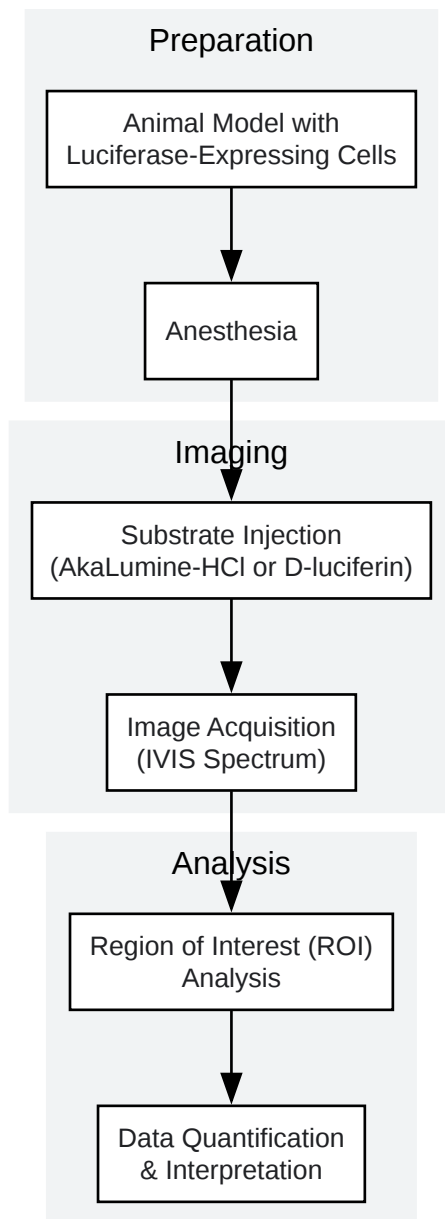 Preparation
Animal Model with
Luciferase-Expressing Cells
Anesthesia
Imaging
Substrate Injection
(AkaLumine-HCl or D-luciferin)
Image Acquisition
(IVIS Spectrum)
Analysis
Region of Interest (ROI)
Analysis
Data Quantification
& Interpretation